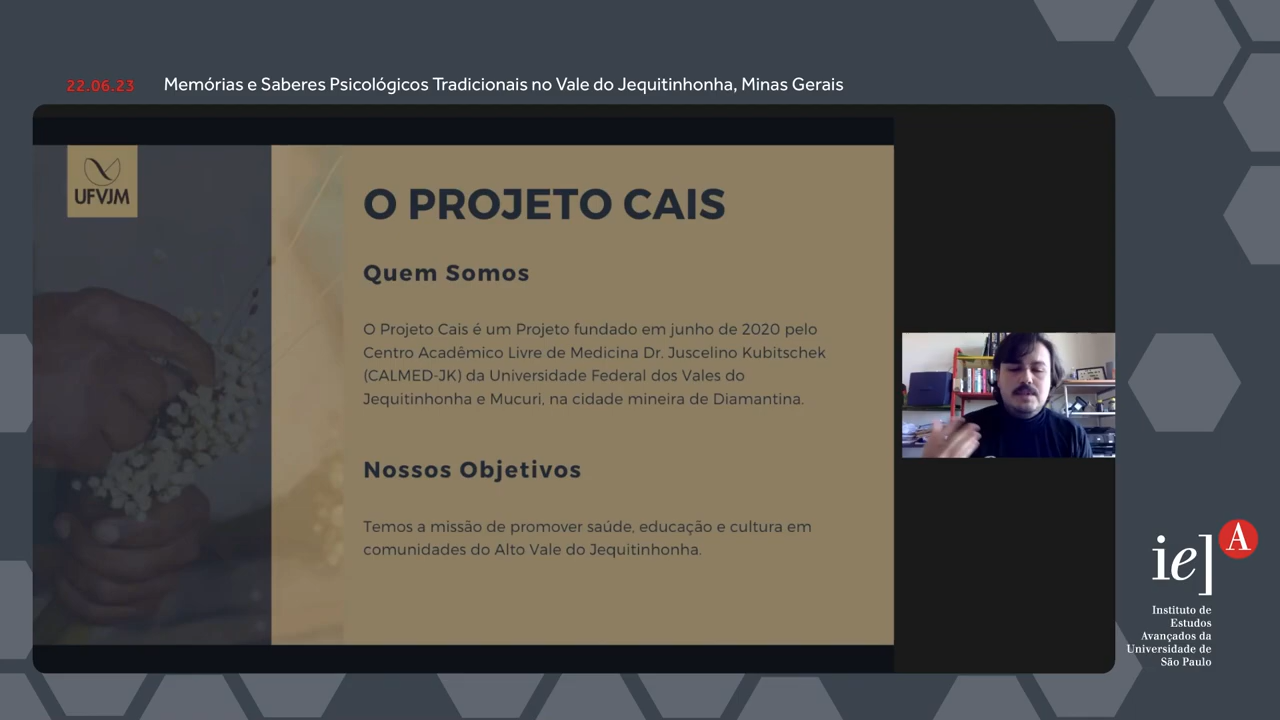 22.06.23 Memórias e Saberes Psicológicos Tradicionais no Vale do Jequitinhonha, Minas Gerais
UFVJM
O PROJETO CAIS
Quem Somos
O Projeto Cais é um Projeto fundado em junho de 2020 pelo
Centro Acadêmico Livre de Medicina Dr. Juscelino Kubitschek
(CALMED-JK) da Universidade Federal dos Vales do
Jequitinhonha e Mucuri, na cidade mineira de Diamantina.
Nossos Objetivos
Temos a missão de promover saúde, educação e cultura em
comunidades do Alto Vale do Jequitinhonha.
ie] A
Instituto de
Estudos
Avançados da
Universidade de
São Paulo